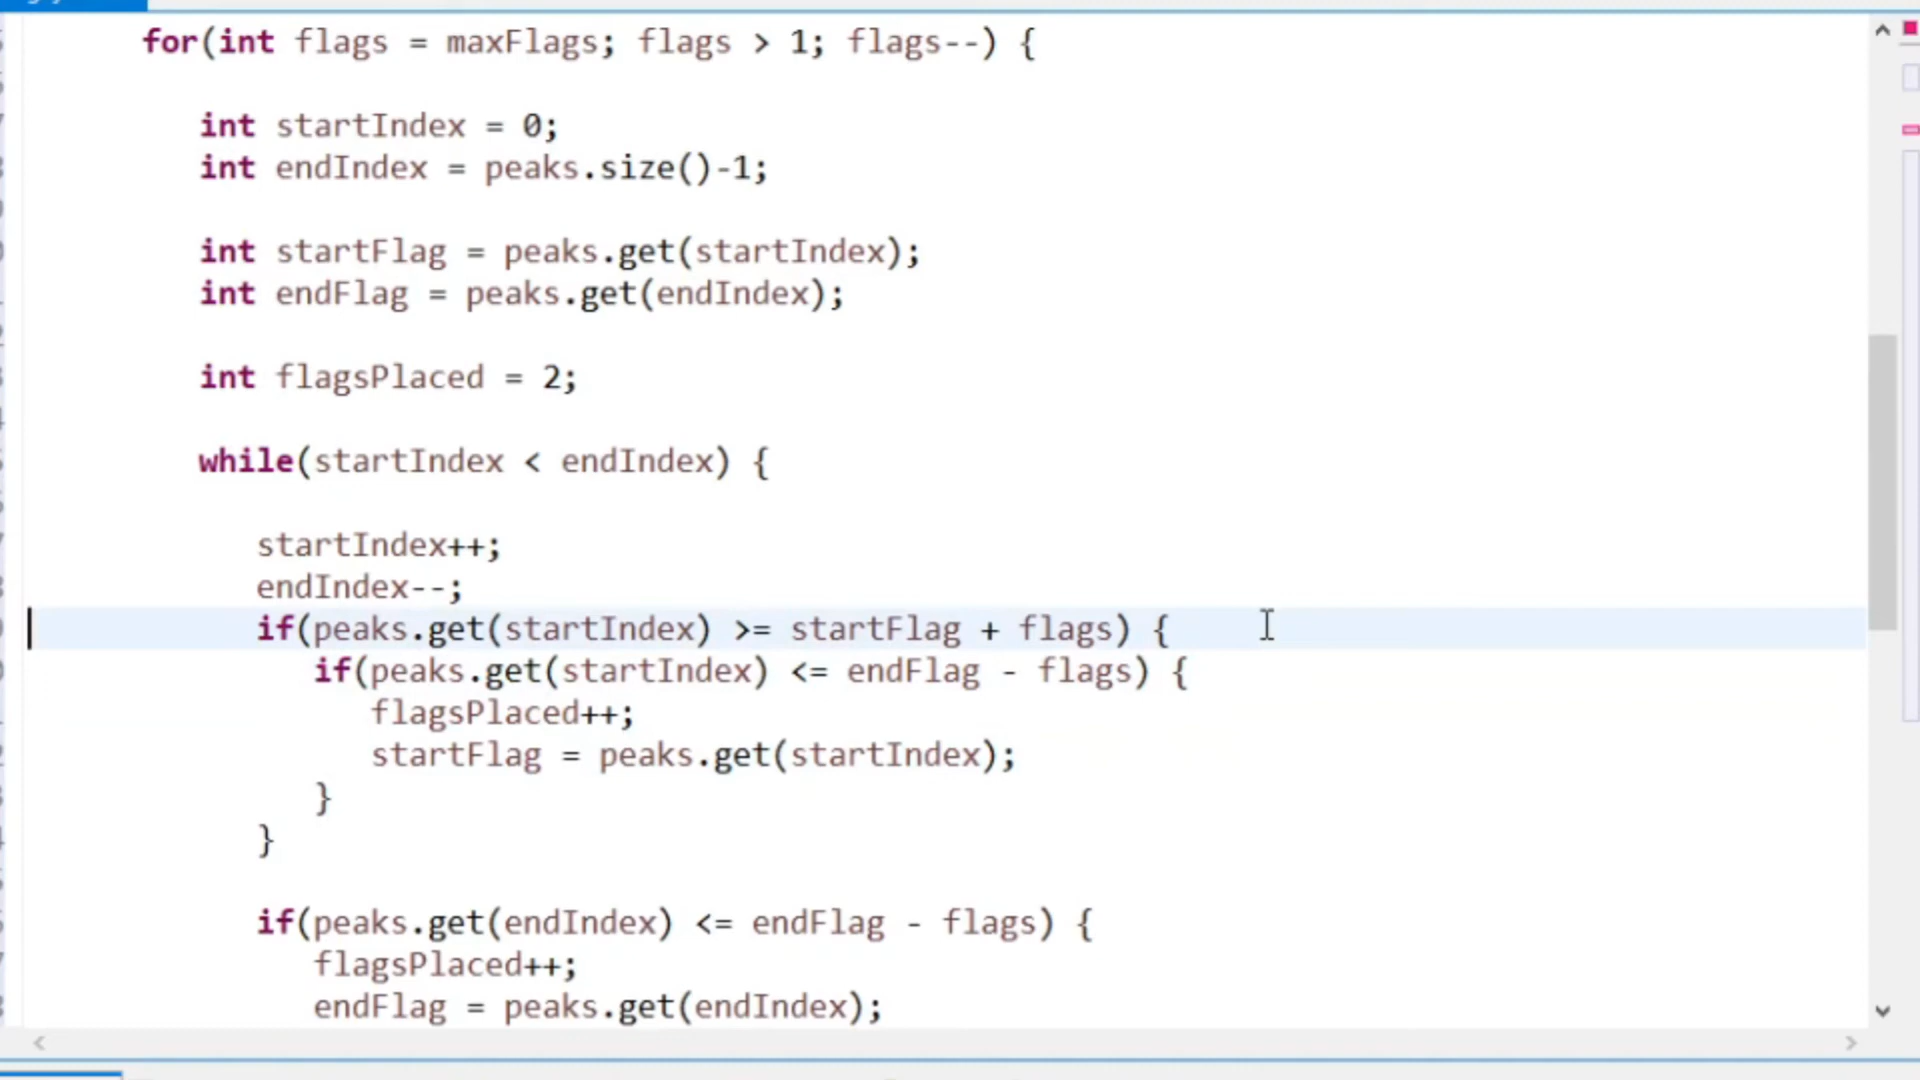 for(int flags = maxFlags; flags > 1; flags--) {
int startIndex = 0;
int endIndex = peaks.size()-1;
int startFlag = peaks.get(startIndex);
int endFlag = peaks.get(endIndex);
int flagsPlaced = 2;
while(startIndex < endIndex) {
startIndex++;
endIndex--;
if(peaks.get(startIndex) >= startFlag + flags) {
if(peaks.get(startIndex) <= endFlag - flags) {
flagsPlaced++;
startFlag = peaks.get(startIndex);
}
}
if(peaks.get(endIndex) <= endFlag - flags) {
flagsPlaced++;
endFlag = peaks.get(endIndex);